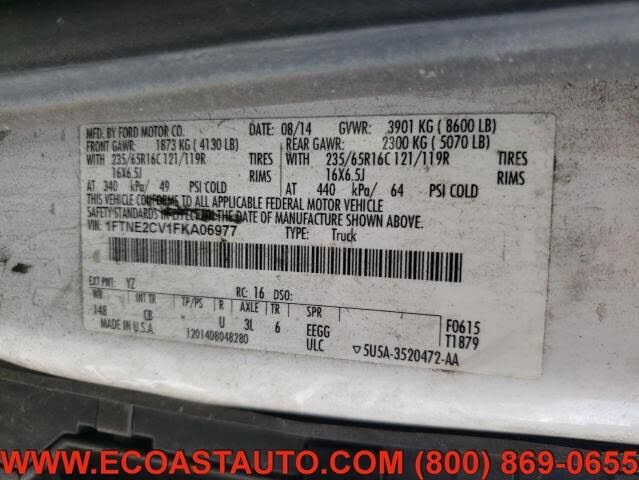 MFD. BY FORD MOTOR CO. DATE: 08/14 GVWR: 3901 KG ( 8600 LB)
FRONT GAWR: 1873 KG ( 4130 LB) REAR GAWR: 2300 KG ( 5070 LB)
WITH 235/65R16C 121/119R TIRES WITH 235/65R16C 121/119R TIRES
16X6.5J RIMS 16X6.5J RIMS
AT 340 kPa/ 49 PSI COLD AT 440 kPa/ 64 PSI COLD
THIS VEHICLE CONFORMS TO ALL APPLICABLE FEDERAL MOTOR VEHICLE
SAFETY STANDARDS IN EFFECT ON THE DATE OF MANUFACTURE SHOWN ABOVE.
VIN: 1FTNE2CV1FKA06977 TYPE: Truck
EXT PNT: YZ RC: 16 DSO:
WB INT TR TP/PS R AXLE TR SPR
148 CB U 3L 6 EEGG F0615
MADE IN U.S.A. 1201408048280 ULC 5U5A-3520472-AA T1879
WWW.ECOASTAUTO.COM (800) 869-0655